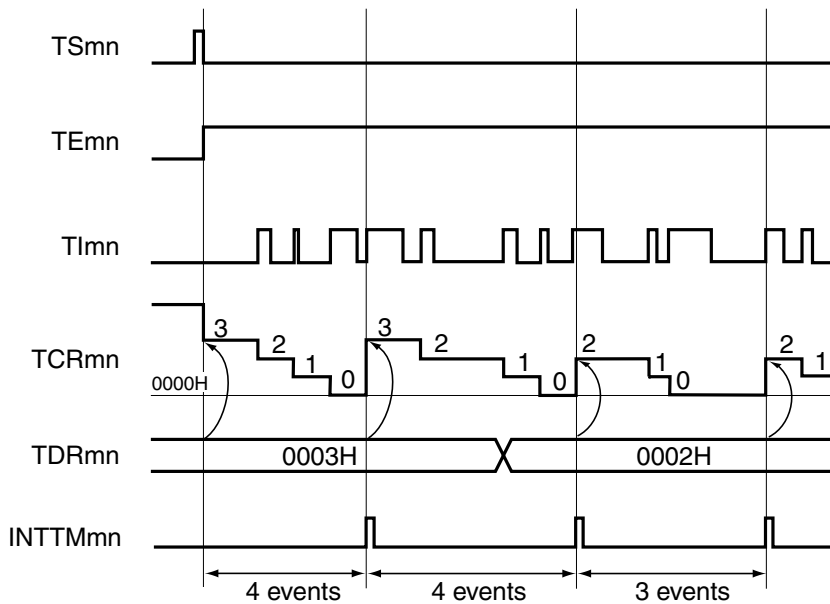 TSmn
TEmn
TImn
TCRmn
3 2 1 0 3 2 1 0 2 1 0 2 1
0000H
TDRmn
0003H 0002H
INTTMmn
4 events 4 events 3 events